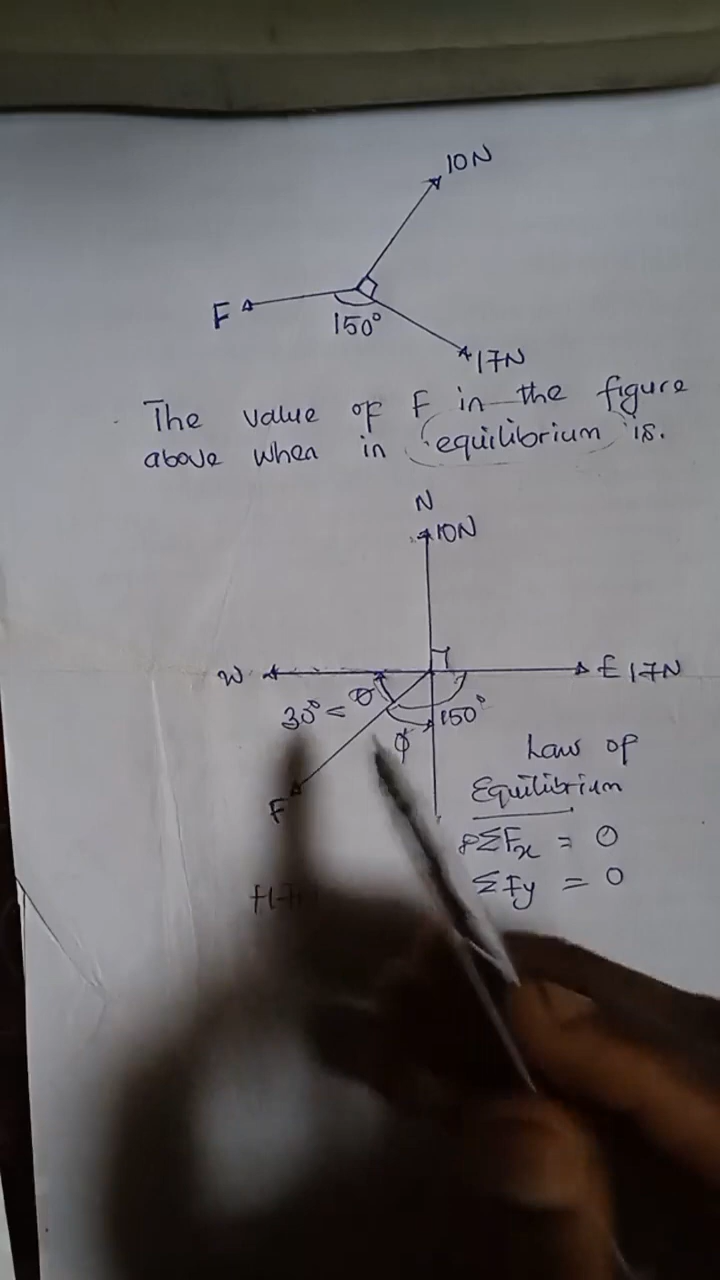 10N
F
150°
17N
The value of F in the figure
above when in equilibrium is.
N
10N
W
E 17N
30° = θ
150°
φ
F
Law of
Equilibrium
ΣFx = 0
ΣFy = 0